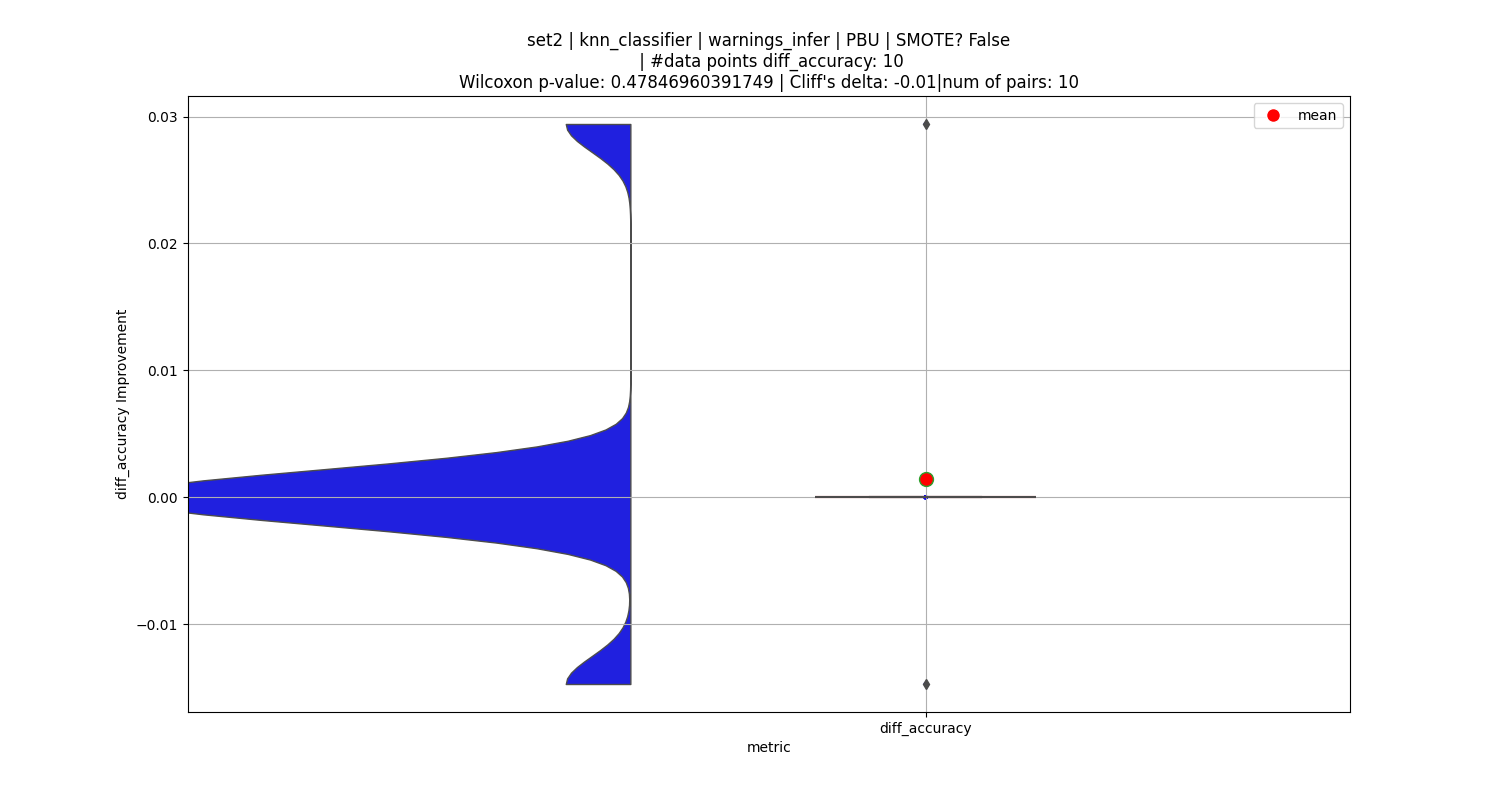 set2 | knn_classifier | warnings_infer | PBU | SMOTE? False
| #data points diff_accuracy: 10
Wilcoxon p-value: 0.47846960391749 | Cliff's delta: -0.01|num of pairs: 10
mean
0.03
0.02
0.01
0.00
−0.01
diff_accuracy Improvement
diff_accuracy
metric